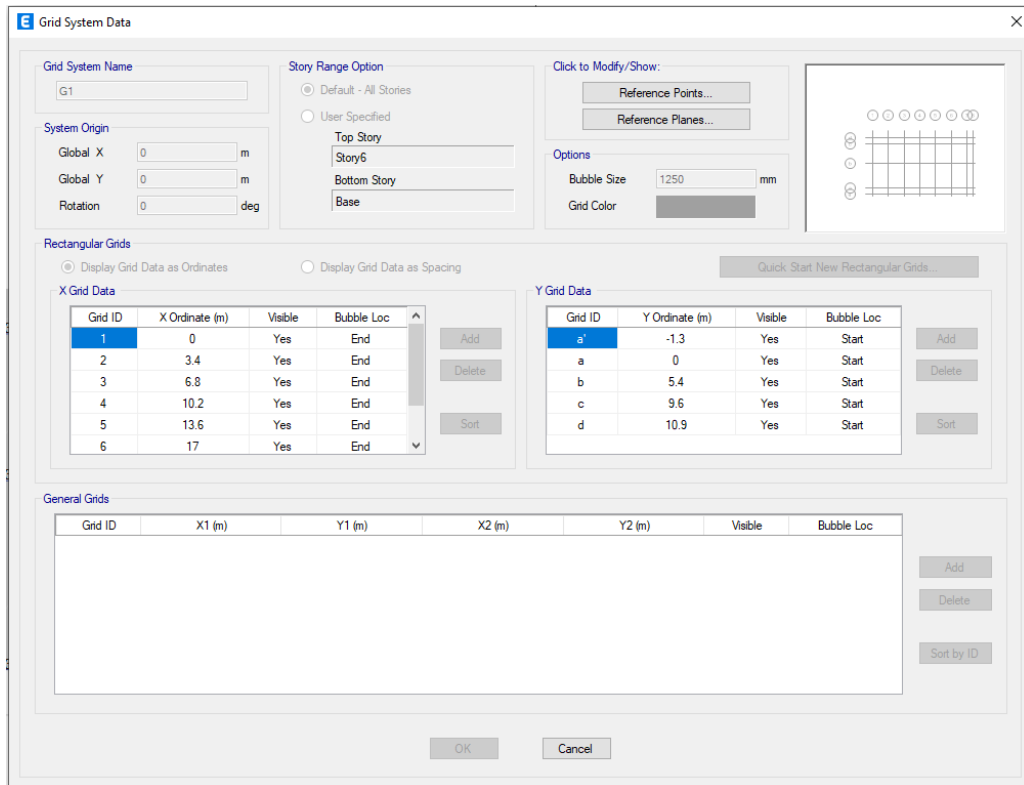 E Grid System Data
Grid System Name
G1
System Origin
Global X 0 m
Global Y 0 m
Rotation 0 deg
Story Range Option
Default - All Stories
User Specified
Top Story
Story6
Bottom Story
Base
Click to Modify/Show:
Reference Points...
Reference Planes...
Options
Bubble Size 1250 mm
Grid Color
Rectangular Grids
Display Grid Data as Ordinates Display Grid Data as Spacing Quick Start New Rectangular Grids...
X Grid Data
Grid ID X Ordinate (m) Visible Bubble Loc
1 0 Yes End
2 3.4 Yes End
3 6.8 Yes End
4 10.2 Yes End
5 13.6 Yes End
6 17 Yes End
Add
Delete
Sort
Y Grid Data
Grid ID Y Ordinate (m) Visible Bubble Loc
a' -1.3 Yes Start
a 0 Yes Start
b 5.4 Yes Start
c 9.6 Yes Start
d 10.9 Yes Start
Add
Delete
Sort
General Grids
Grid ID X1 (m) Y1 (m) X2 (m) Y2 (m) Visible Bubble Loc
Add
Delete
Sort by ID
OK Cancel